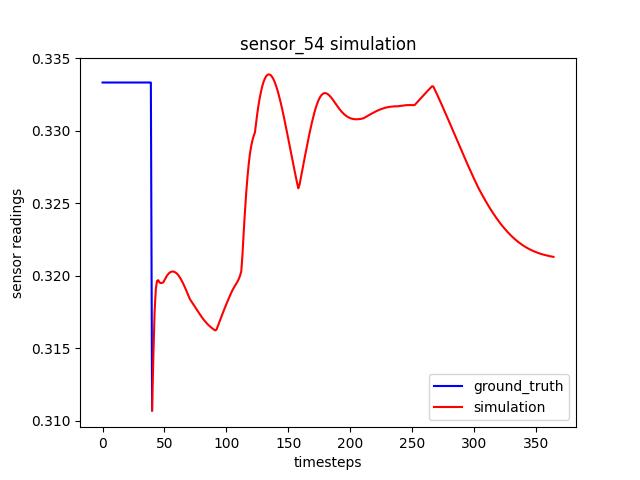 sensor_54 simulation
0.335
0.330
0.325
0.320
0.315
0.310
sensor readings
0 50 100 150 200 250 300 350
timesteps
ground_truth
simulation